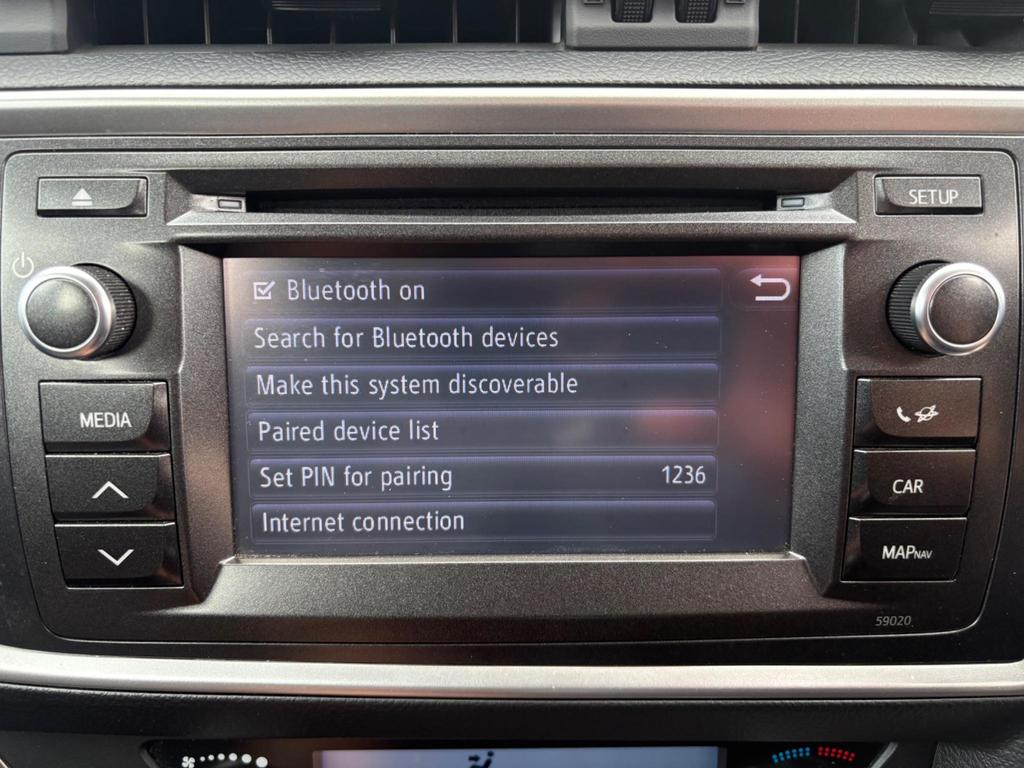 SETUP
Bluetooth on
Search for Bluetooth devices
Make this system discoverable
Paired device list
Set PIN for pairing 1236
Internet connection
MEDIA
CAR
MAPNAV
59020